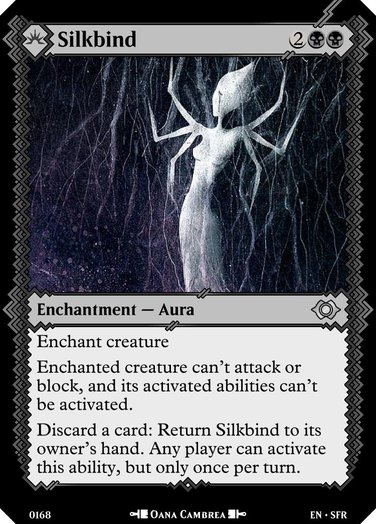 Silkbind 2
Enchantment — Aura
Enchant creature
Enchanted creature can't attack or
block, and its activated abilities can't
be activated.
Discard a card: Return Silkbind to its
owner's hand. Any player can activate
this ability, but only once per turn.
0168 Oana Cambrea EN • SFR